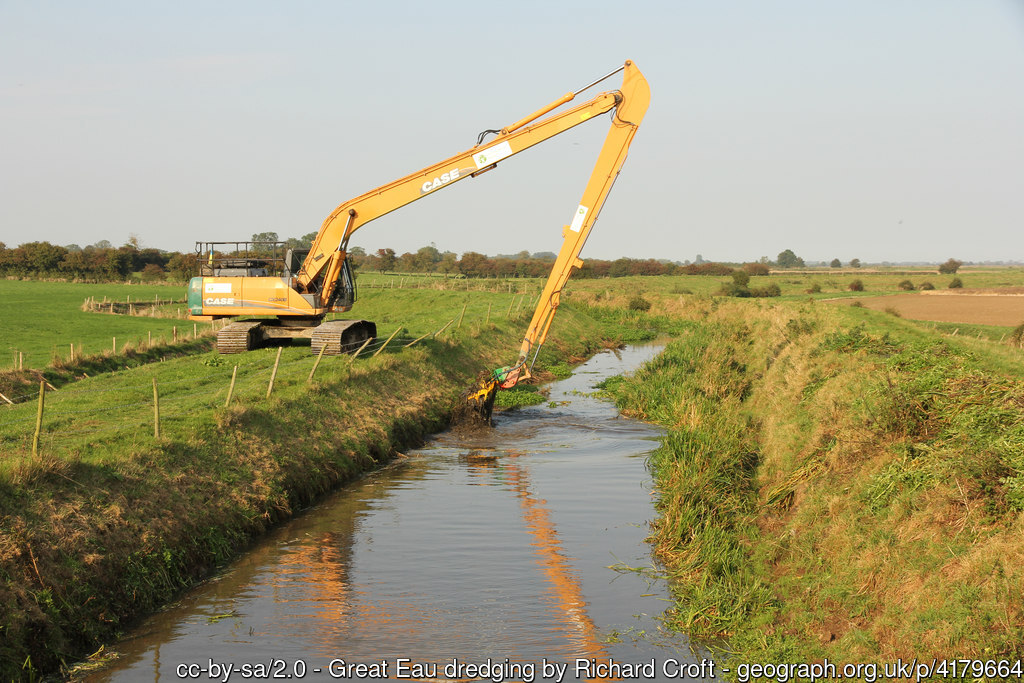 CASE
CASE
cc-by-sa/2.0 - Great Eau dredging by Richard Croft - geograph.org.uk/p/4179664